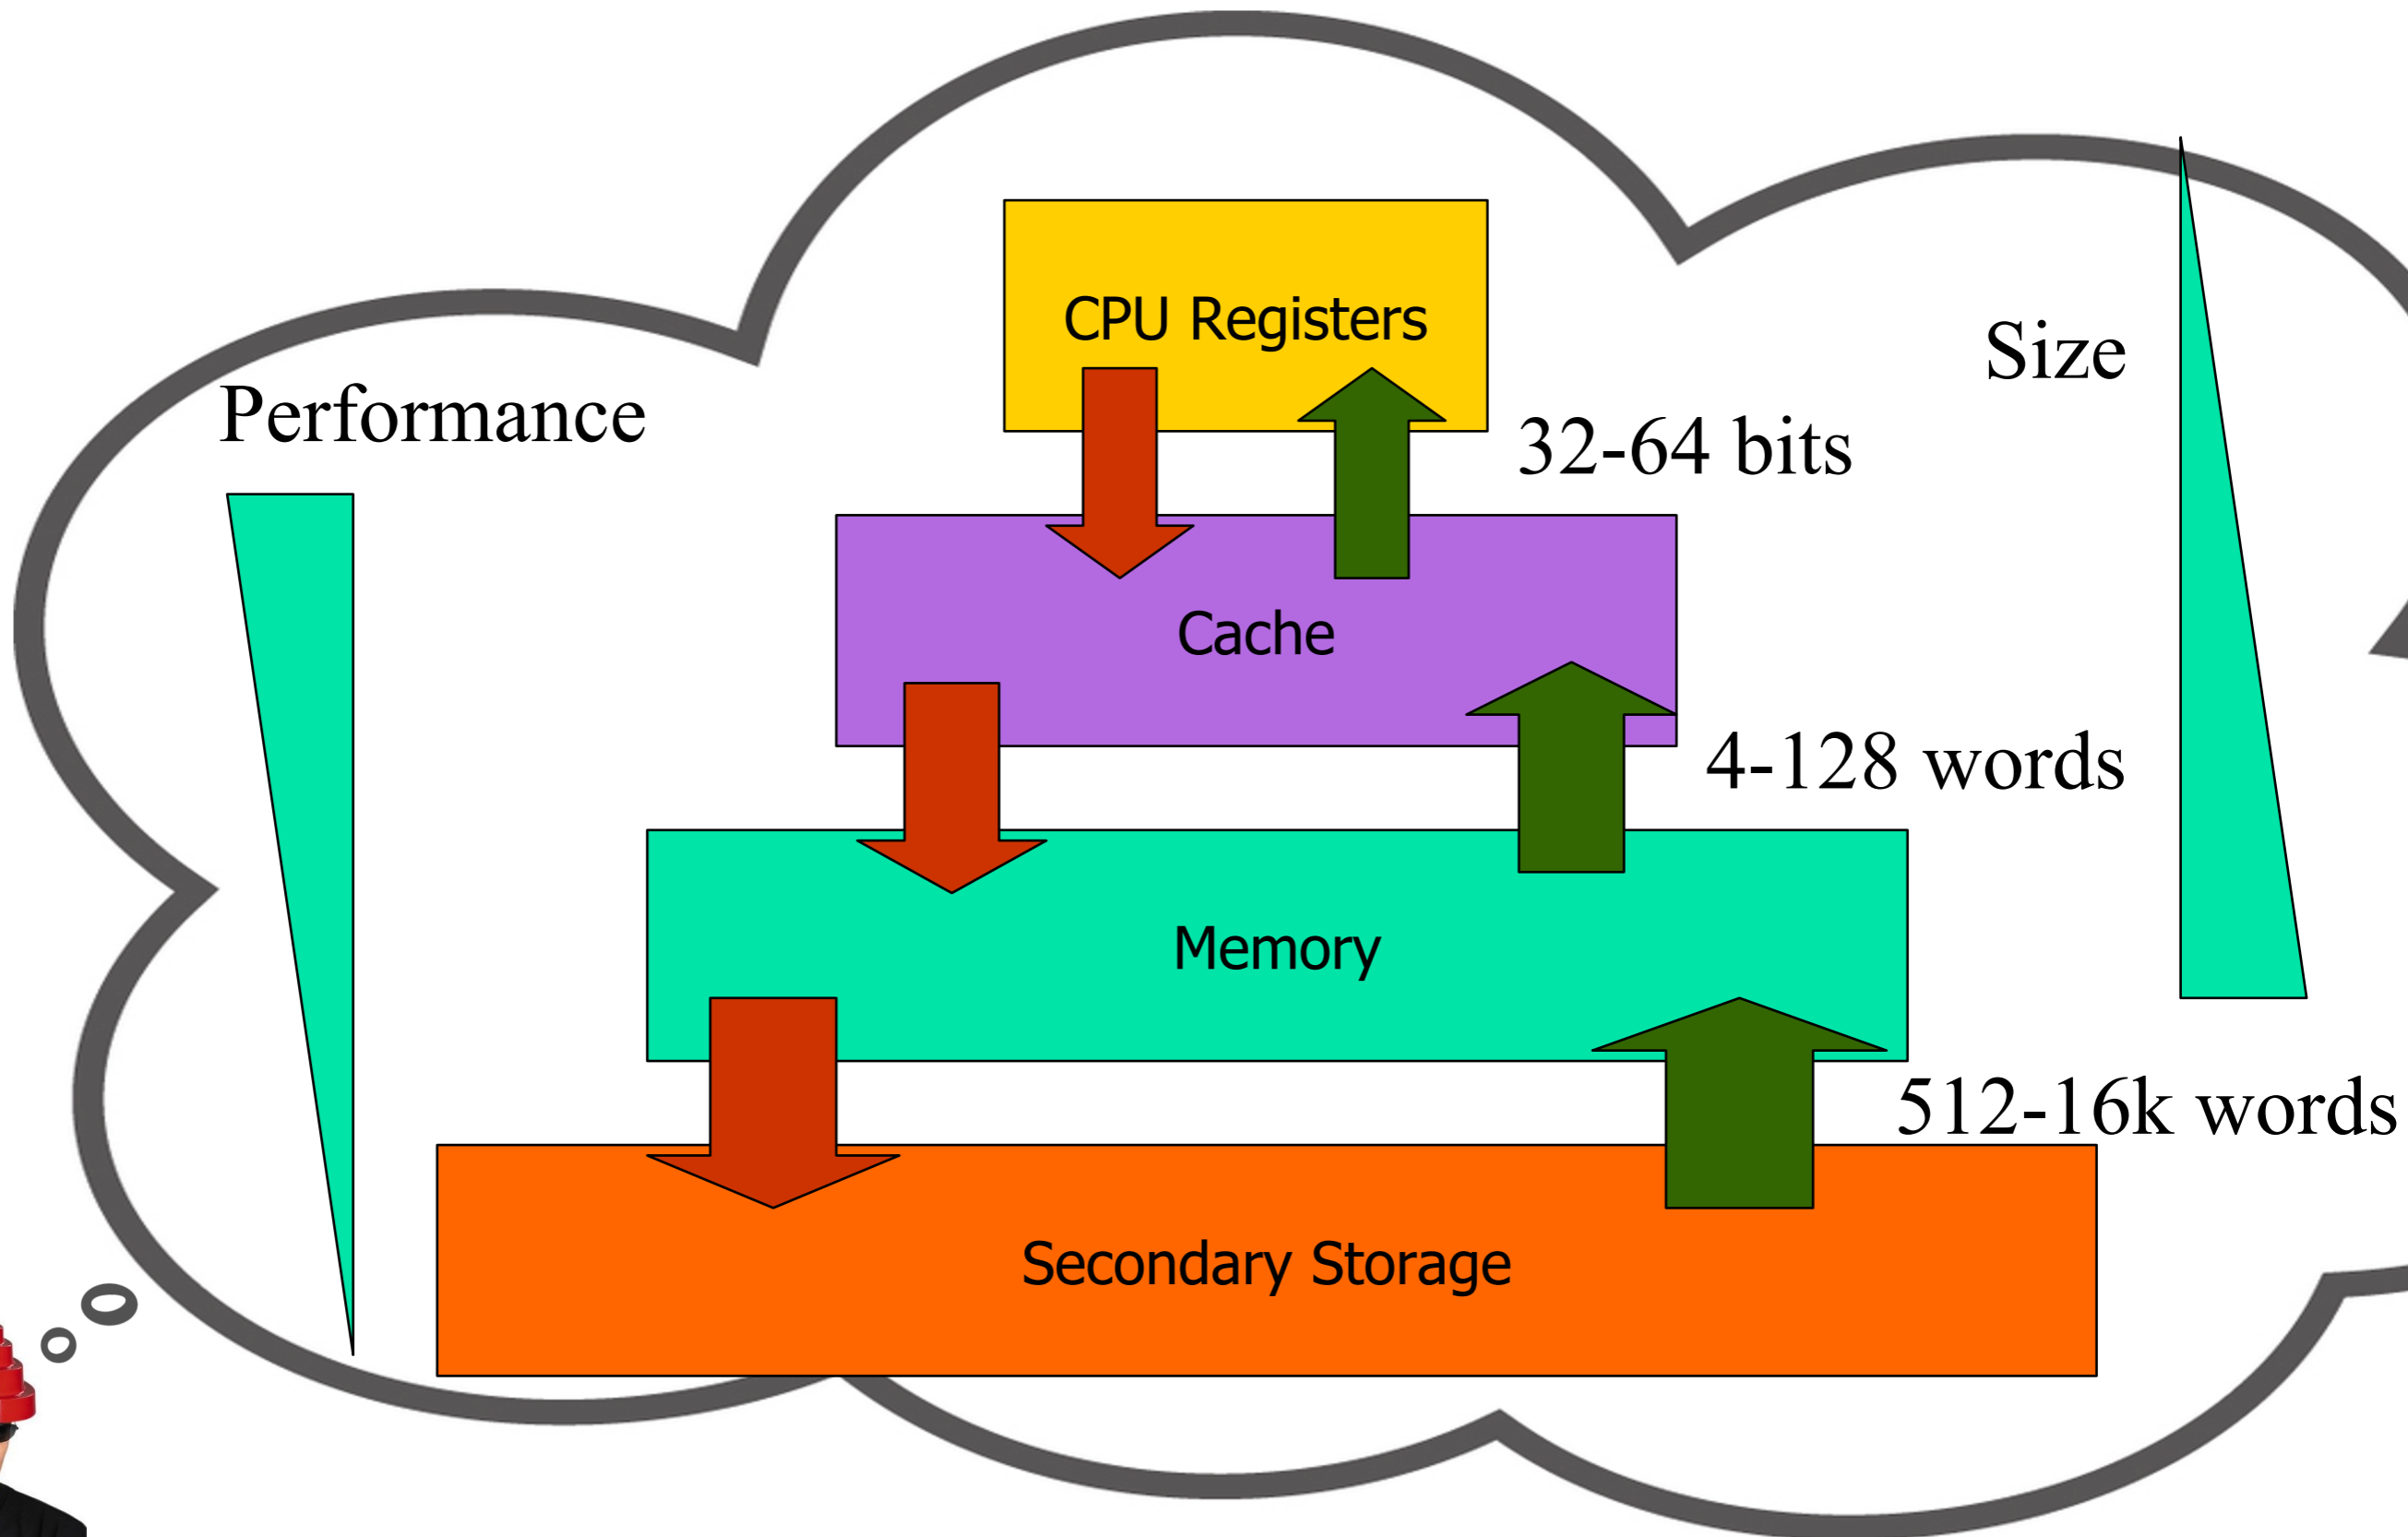 CPU Registers
Size
Performance
32-64 bits
Cache
4-128 words
Memory
512-16k words
Secondary Storage